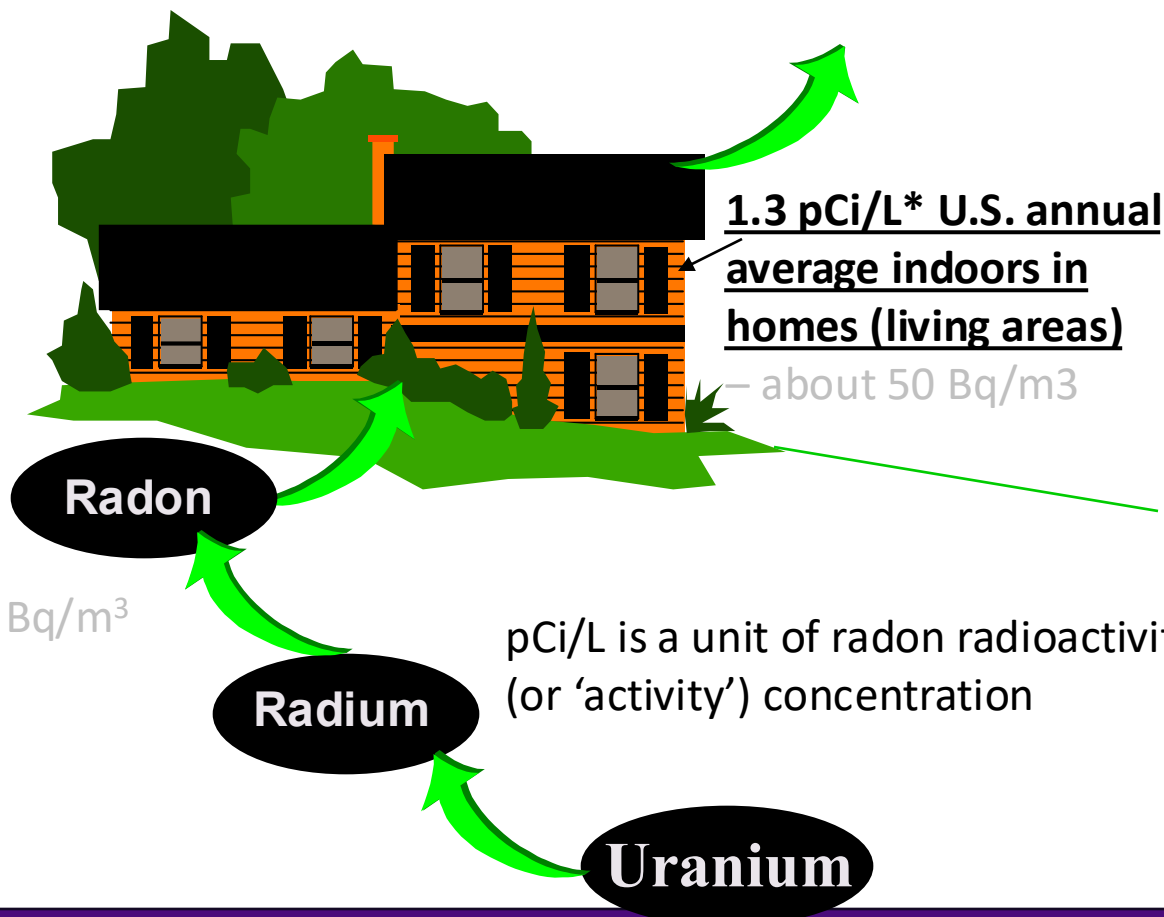 1.3 pCi/L* U.S. annual
average indoors in
homes (living areas)
– about 50 Bq/m3
Radon
Bq/m³
pCi/L is a unit of radon radioactivit
(or ‘activity’) concentration
Radium
Uranium